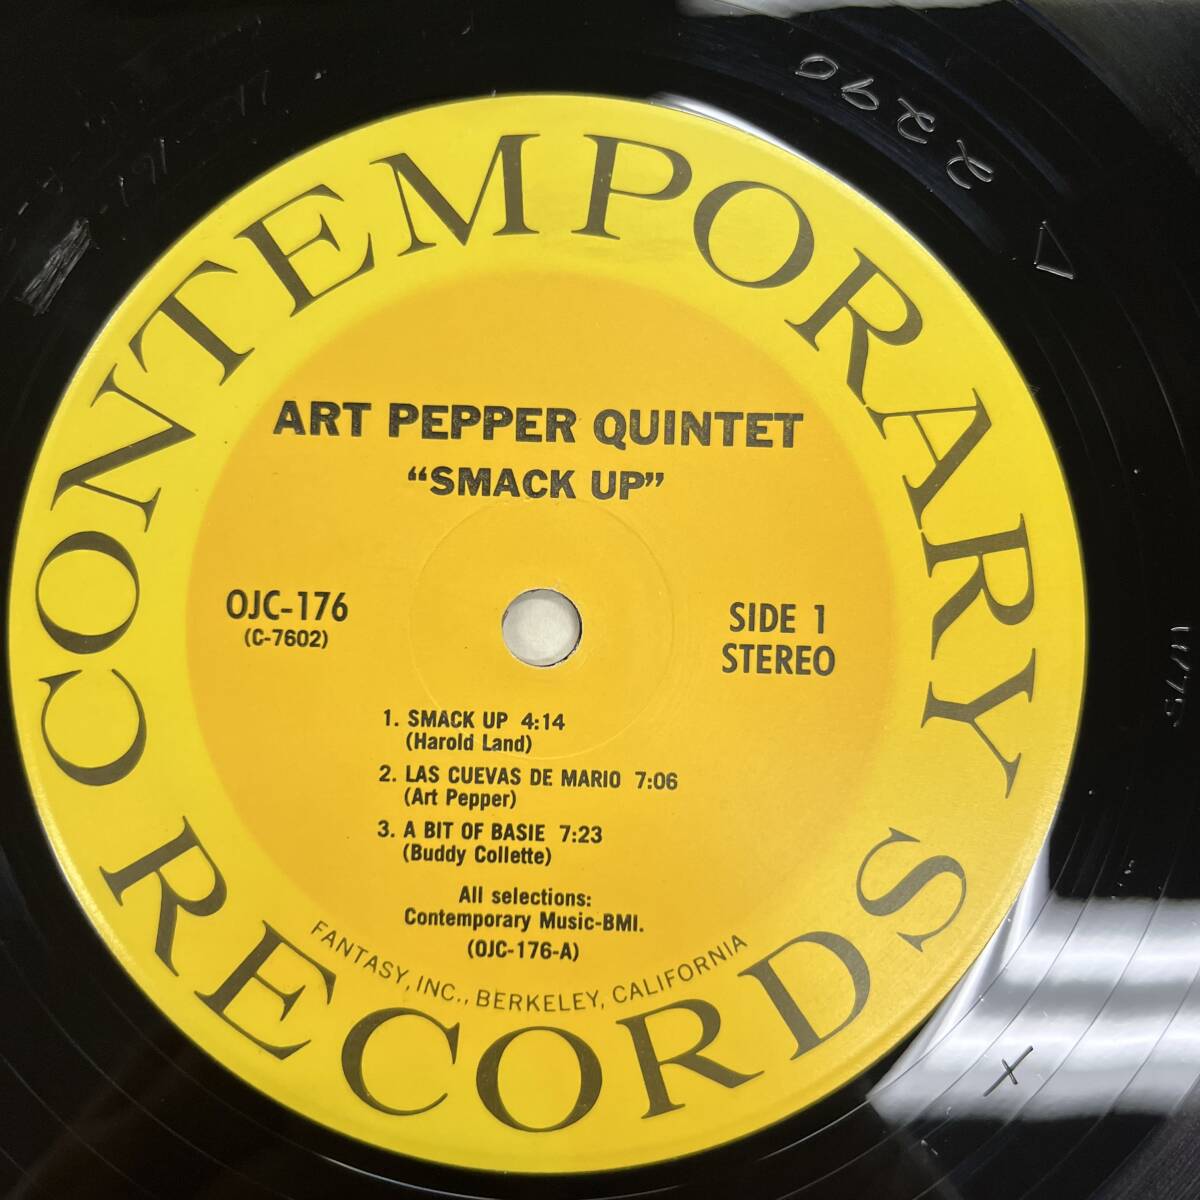 CONTEMPORARY
ART PEPPER QUINTET
“SMACK UP”
OJC-176
(C-7602)
SIDE 1
STEREO
1. SMACK UP 4:14
(Harold Land)
2. LAS CUEVAS DE MARIO 7:06
(Art Pepper)
3. A BIT OF BASIE 7:23
(Buddy Collette)
All selections:
Contemporary Music-BMI.
(OJC-176-A)
FANTASY, INC., BERKELEY, CALIFORNIA
RECORDS
2290